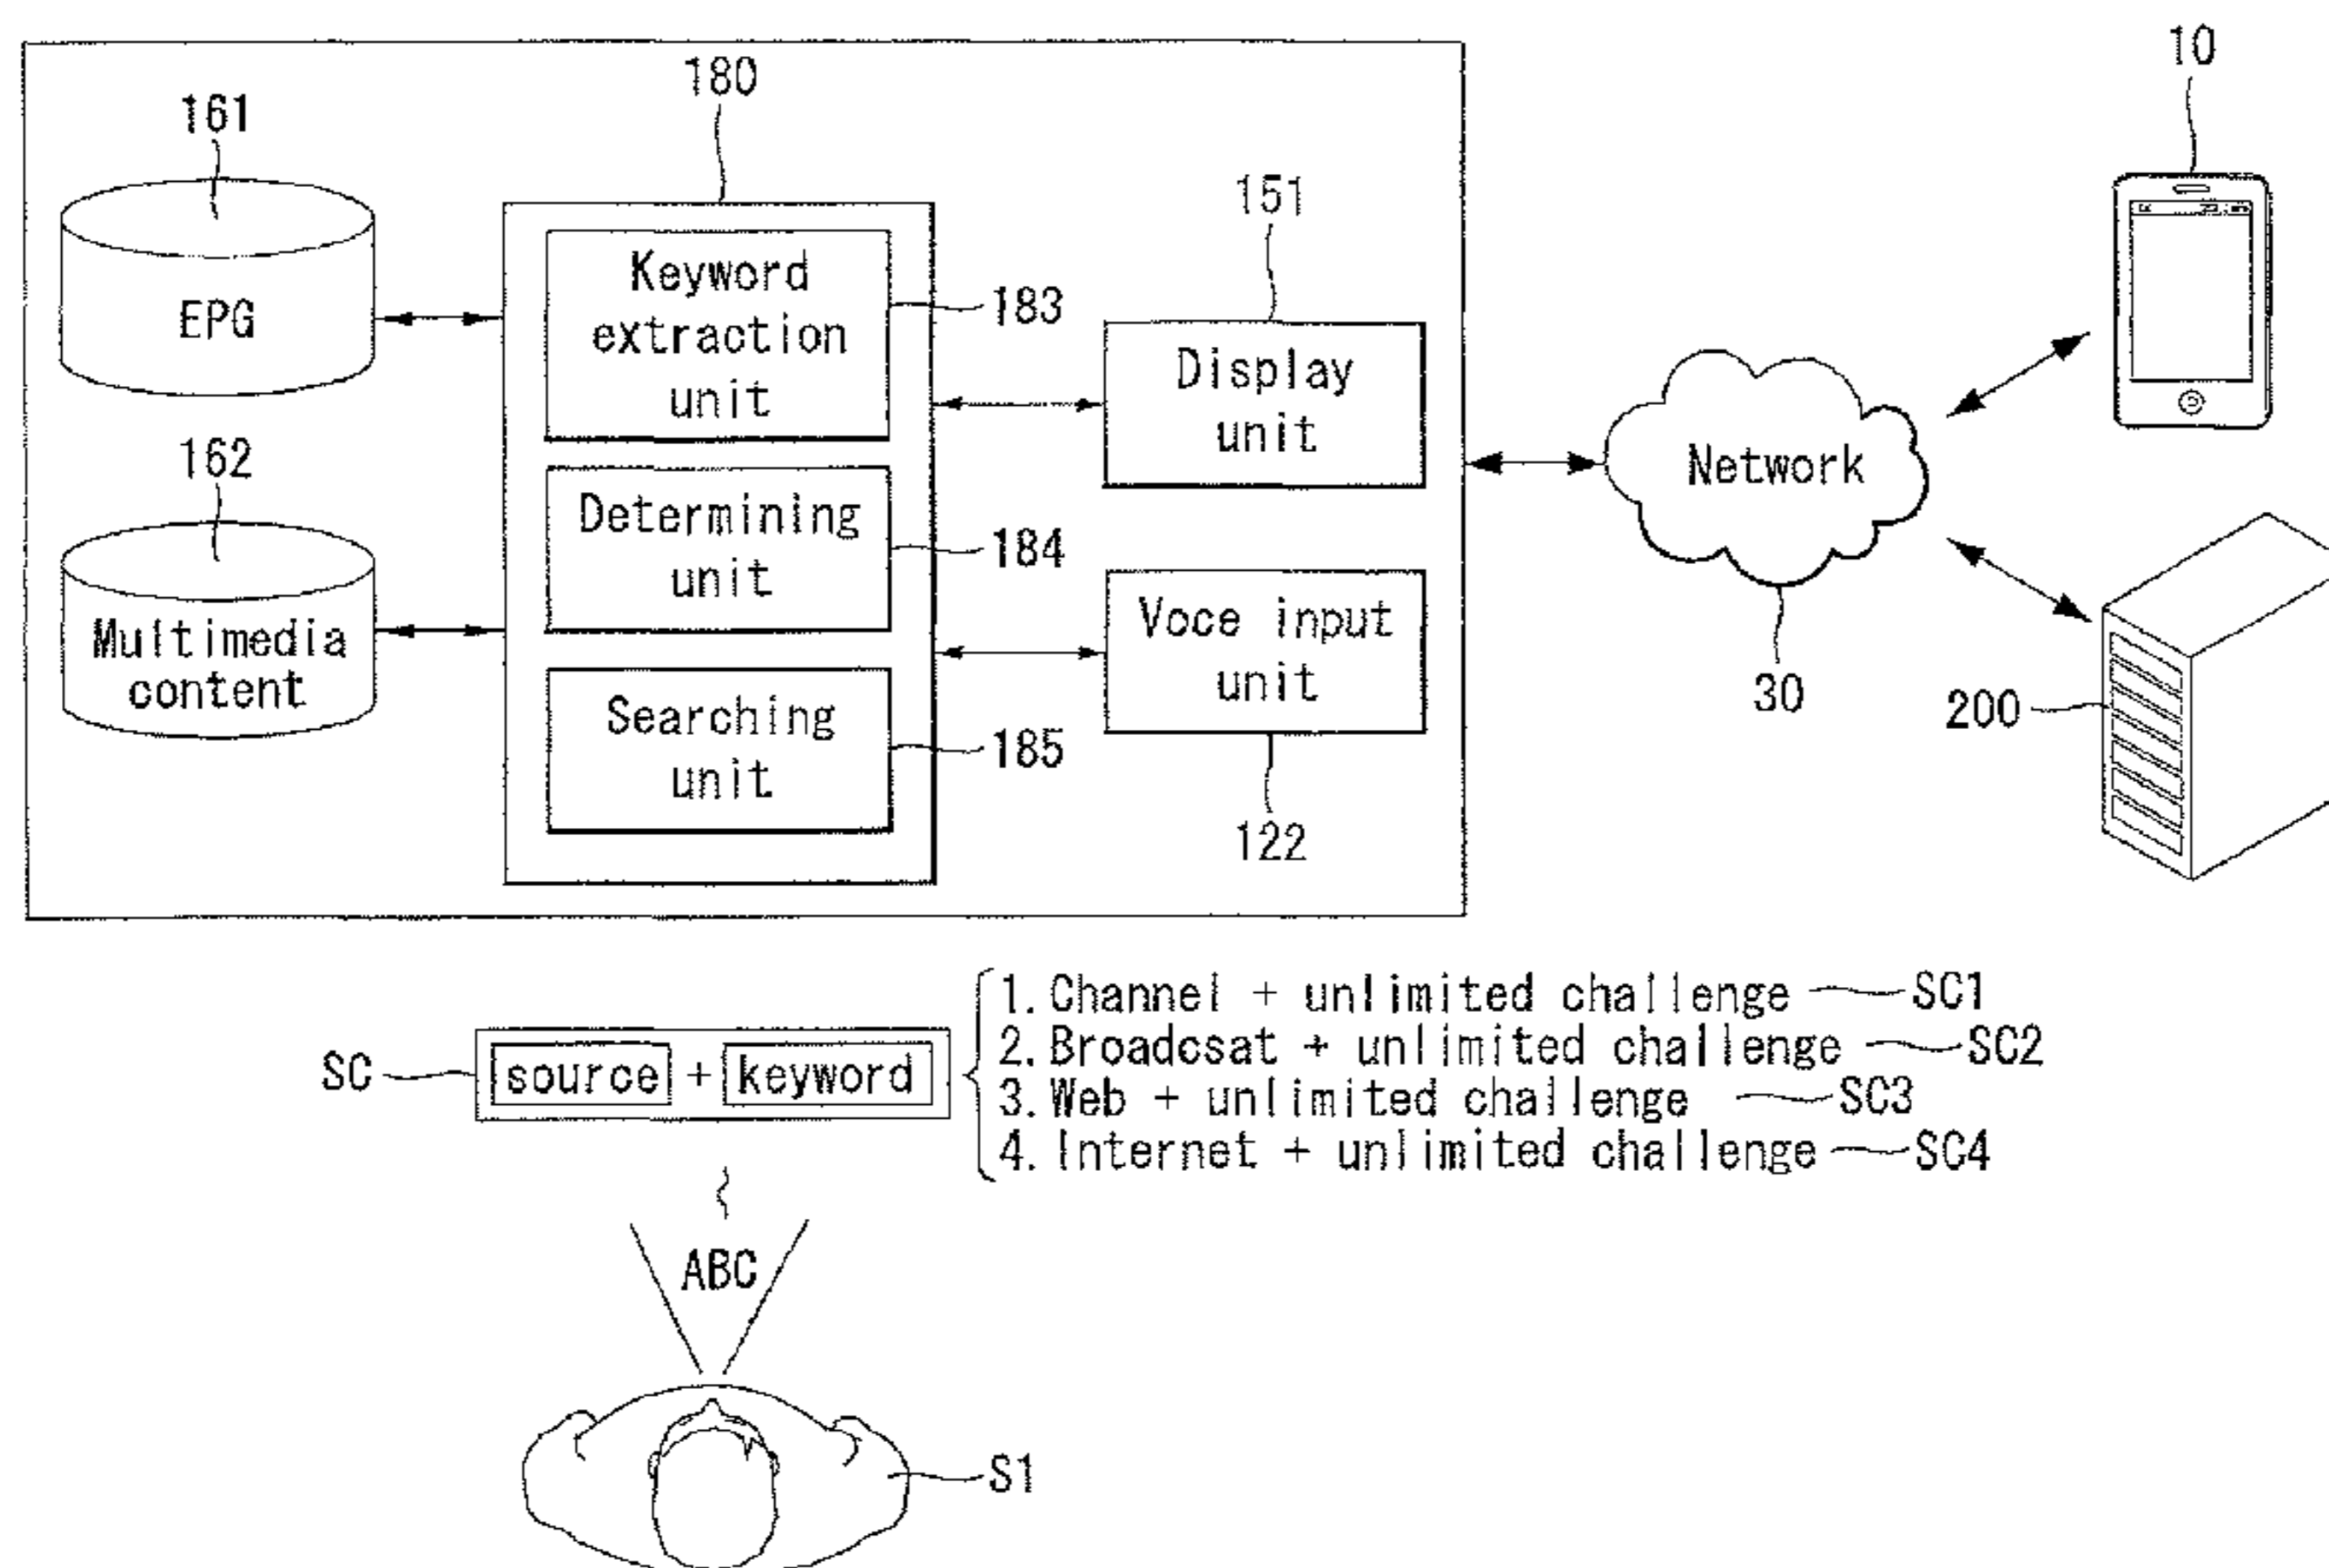 180
10
161
151
Keyword
extraction
unit
183
EPG
Display
unit
162
Network
Determining
unit
184
Multimedia
content
Voce input
unit
30
200
Searching
unit
185
122
SC
source + keyword
1. Channel + unlimited challenge SC1
2. Broadcsat + unlimited challenge SC2
3. Web + unlimited challenge SC3
4. Internet + unlimited challenge SC4
ABC
S1